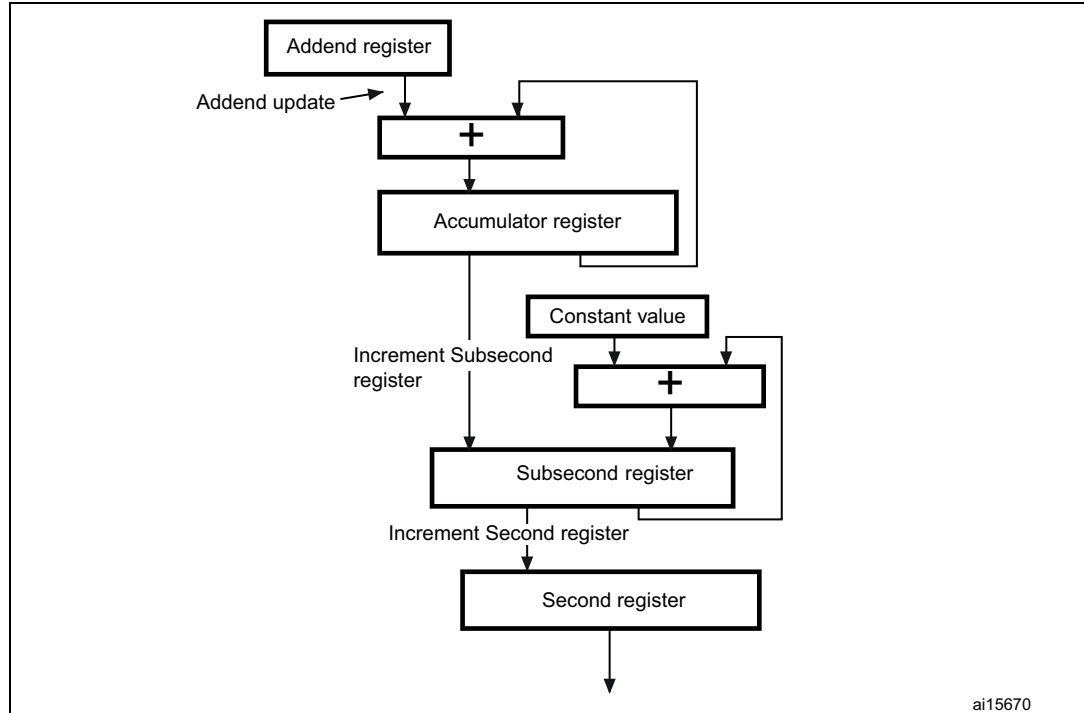 Addend register
Addend update
+
Accumulator register
Constant value
Increment Subsecond
register
+
Subsecond register
Increment Second register
Second register
ai15670